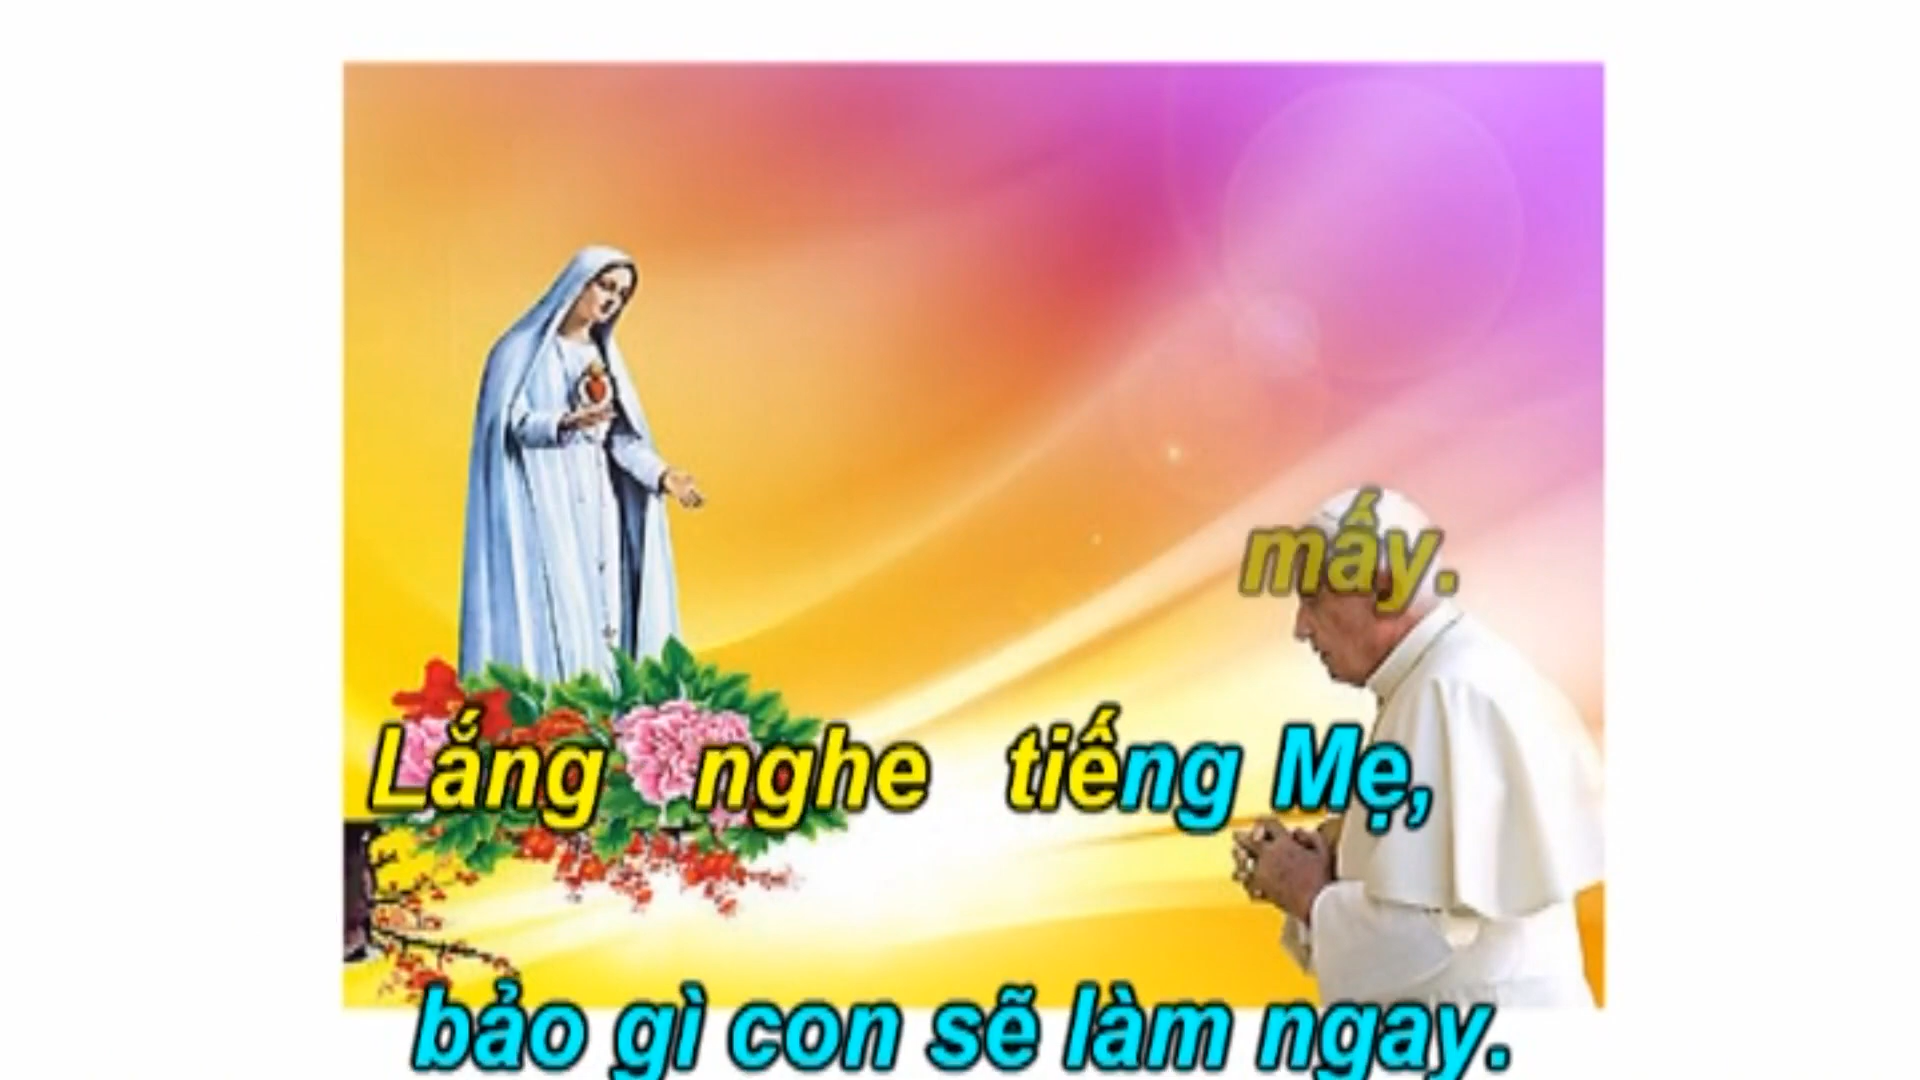 mấy.
Lắng nghe tiếng Mẹ,
bảo gì con sẽ làm ngay.